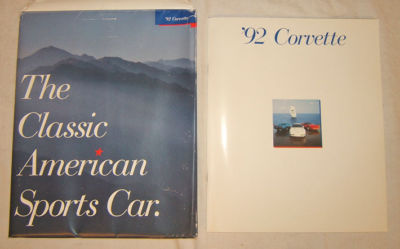 '92 Corvette
The
Classic
American
Sports Car.
'92 Corvette